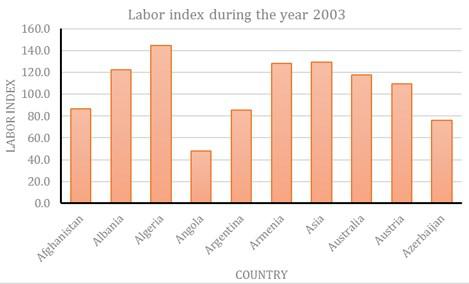 Labor index during the year 2003
LABOR INDEX
160.0
140.0
120.0
100.0
80.0
60.0
40.0
20.0
0.0
Afghanistan
Albania
Algeria
Angola
Argentina
Armenia
Asia
Australia
Austria
Azerbaijan
COUNTRY